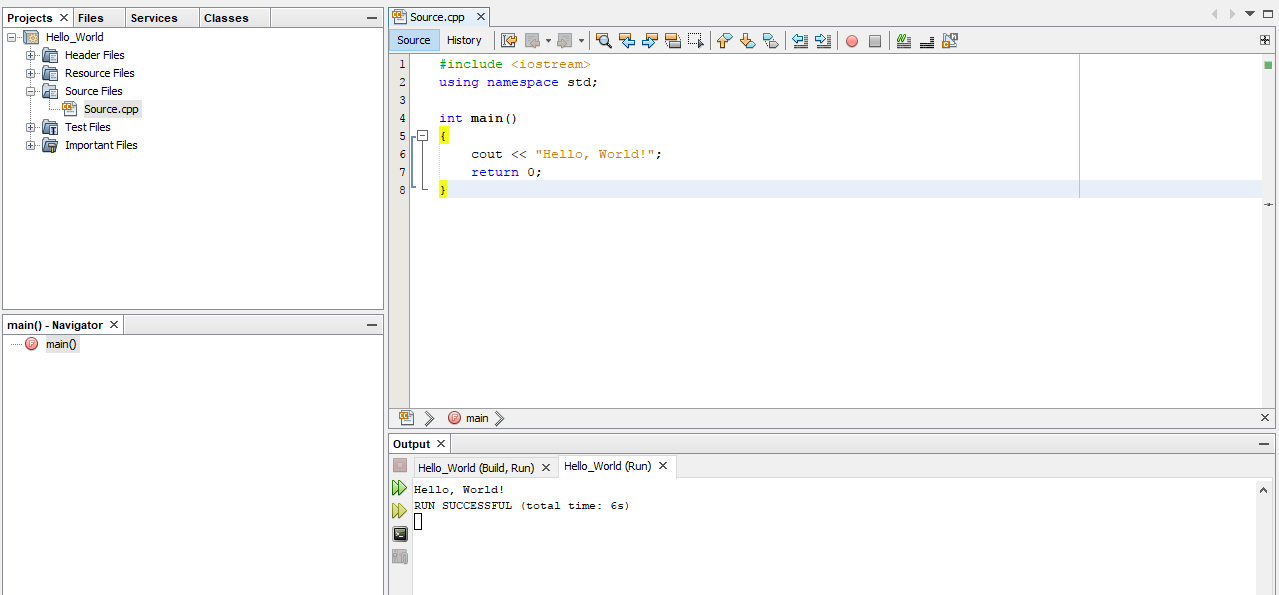 Projects Files Services Classes
Hello_World
Header Files
Resource Files
Source Files
Source.cpp
Test Files
Important Files
main() - Navigator
main()
Source.cpp
Source History
1 #include <iostream>
2 using namespace std;
3
4 int main()
5 {
6 cout << "Hello, World!";
7 return 0;
8 }
main
Output
Hello_World (Build, Run) Hello_World (Run)
Hello, World!
RUN SUCCESSFUL (total time: 6s)